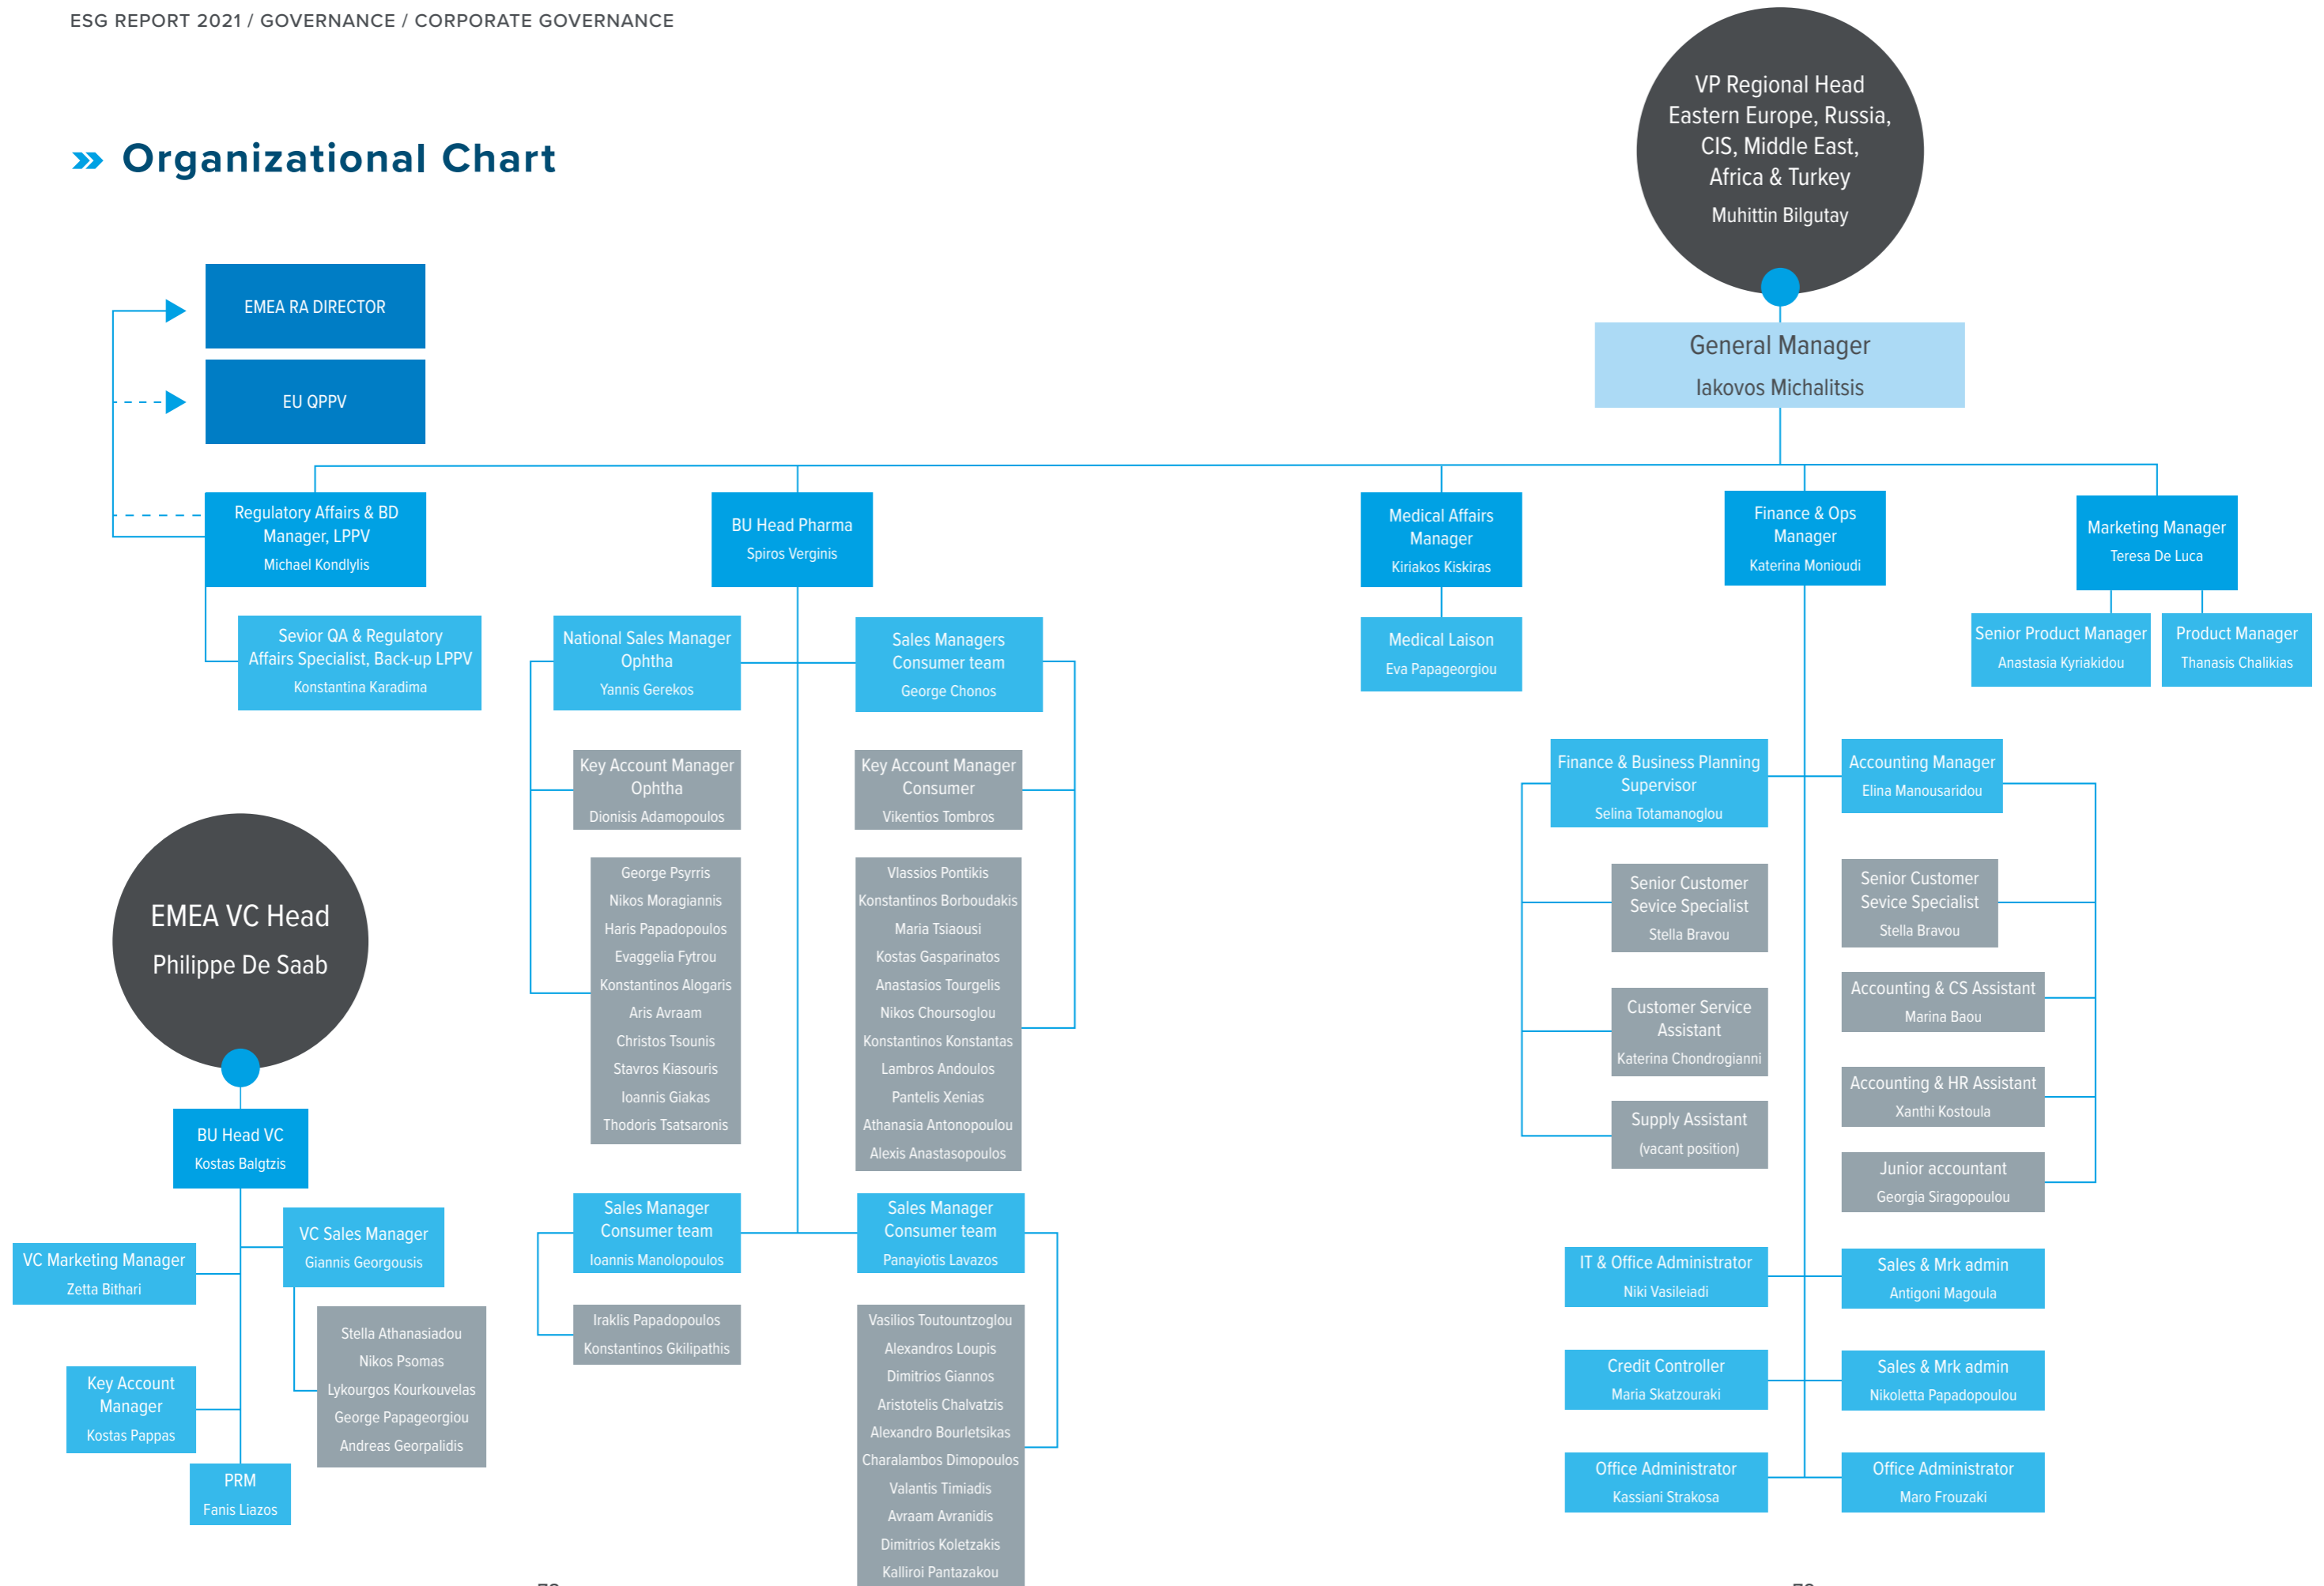 ESG REPORT 2021 / GOVERNANCE / CORPORATE GOVERNANCE
Organizational Chart
VP Regional Head
Eastern Europe, Russia,
CIS, Middle East,
Africa & Turkey
Muhittin Bilgutay
General Manager
Iakovos Michalitsis
EMEA RA DIRECTOR
EU QPPV
Regulatory Affairs & BD
Manager, LPPV
Michael Kondlylis
Sevior QA & Regulatory
Affairs Specialist, Back-up LPPV
Konstantina Karadima
BU Head Pharma
Spiros Verginis
National Sales Manager
Ophtha
Yannis Gerekos
Key Account Manager
Ophtha
Dionisis Adamopoulos
George Psyrris
Nikos Moragiannis
Haris Papadopoulos
Evaggelia Fytrou
Konstantinos Alogaris
Aris Avraam
Christos Tsounis
Stavros Kiasouris
Ioannis Giakas
Thodoris Tsatsaronis
Sales Managers
Consumer team
George Chonos
Key Account Manager
Consumer
Vikentios Tombros
Vlassios Pontikis
Konstantinos Borboudakis
Maria Tsiaousi
Kostas Gasparinatos
Anastasios Tourgelis
Nikos Choursoglou
Konstantinos Konstantas
Lambros Andoulos
Pantelis Xenias
Athanasia Antonopoulou
Alexis Anastasopoulos
Sales Manager
Consumer team
Ioannis Manolopoulos
Iraklis Papadopoulos
Konstantinos Gkilipathis
Sales Manager
Consumer team
Panayiotis Lavazos
Vasilios Toutountzoglou
Alexandros Loupis
Dimitrios Giannos
Aristotelis Chalvatzis
Alexandro Bourletsikas
Charalambos Dimopoulos
Valantis Timiadis
Avraam Avranidis
Dimitrios Koletzakis
Kalliroi Pantazakou
Medical Affairs
Manager
Kiriakos Kiskiras
Medical Laison
Eva Papageorgiou
Finance & Ops
Manager
Katerina Monioudi
Marketing Manager
Teresa De Luca
Senior Product Manager
Anastasia Kyriakidou
Product Manager
Thanasis Chalikias
Finance & Business Planning
Supervisor
Selina Totamanoglou
Senior Customer
Sevice Specialist
Stella Bravou
Customer Service
Assistant
Katerina Chondrogianni
Supply Assistant
(vacant position)
Accounting Manager
Elina Manousaridou
Senior Customer
Sevice Specialist
Stella Bravou
Accounting & CS Assistant
Marina Baou
Accounting & HR Assistant
Xanthi Kostoula
Junior accountant
Georgia Siragopoulou
IT & Office Administrator
Niki Vasileiadi
Sales & Mrk admin
Antigoni Magoula
Credit Controller
Maria Skatzouraki
Sales & Mrk admin
Nikoletta Papadopoulou
Office Administrator
Kassiani Strakosa
Office Administrator
Maro Frouzaki
EMEA VC Head
Philippe De Saab
BU Head VC
Kostas Balgtzis
VC Sales Manager
Giannis Georgousis
VC Marketing Manager
Zetta Bithari
Stella Athanasiadou
Nikos Psomas
Lykourgos Kourkouvelas
George Papageorgiou
Andreas Georpalidis
Key Account
Manager
Kostas Pappas
PRM
Fanis Liazos